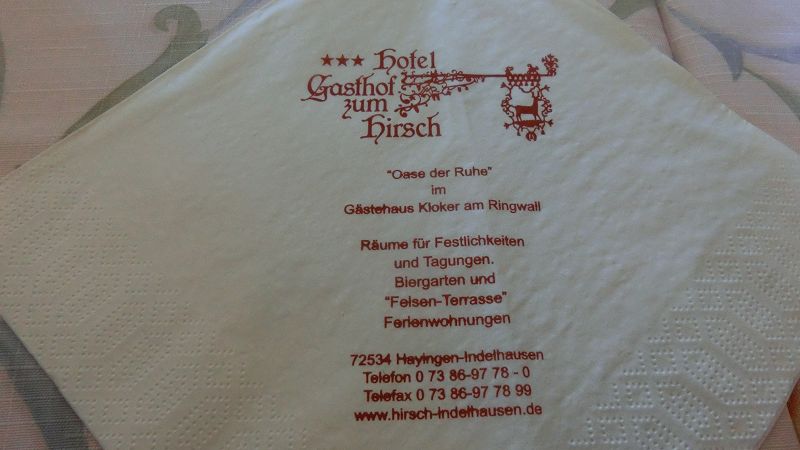 *** Hotel
Gasthof
zum
Hirsch
"Oase der Ruhe"
im
Gästehaus Kloker am Ringwall
Räume für Festlichkeiten
und Tagungen.
Biergarten und
"Felsen-Terrasse"
Ferienwohnungen
72534 Hayingen-Indelhausen
Telefon 0 73 86-97 78 - 0
Telefax 0 73 86-97 78 99
www.hirsch-indelhausen.de